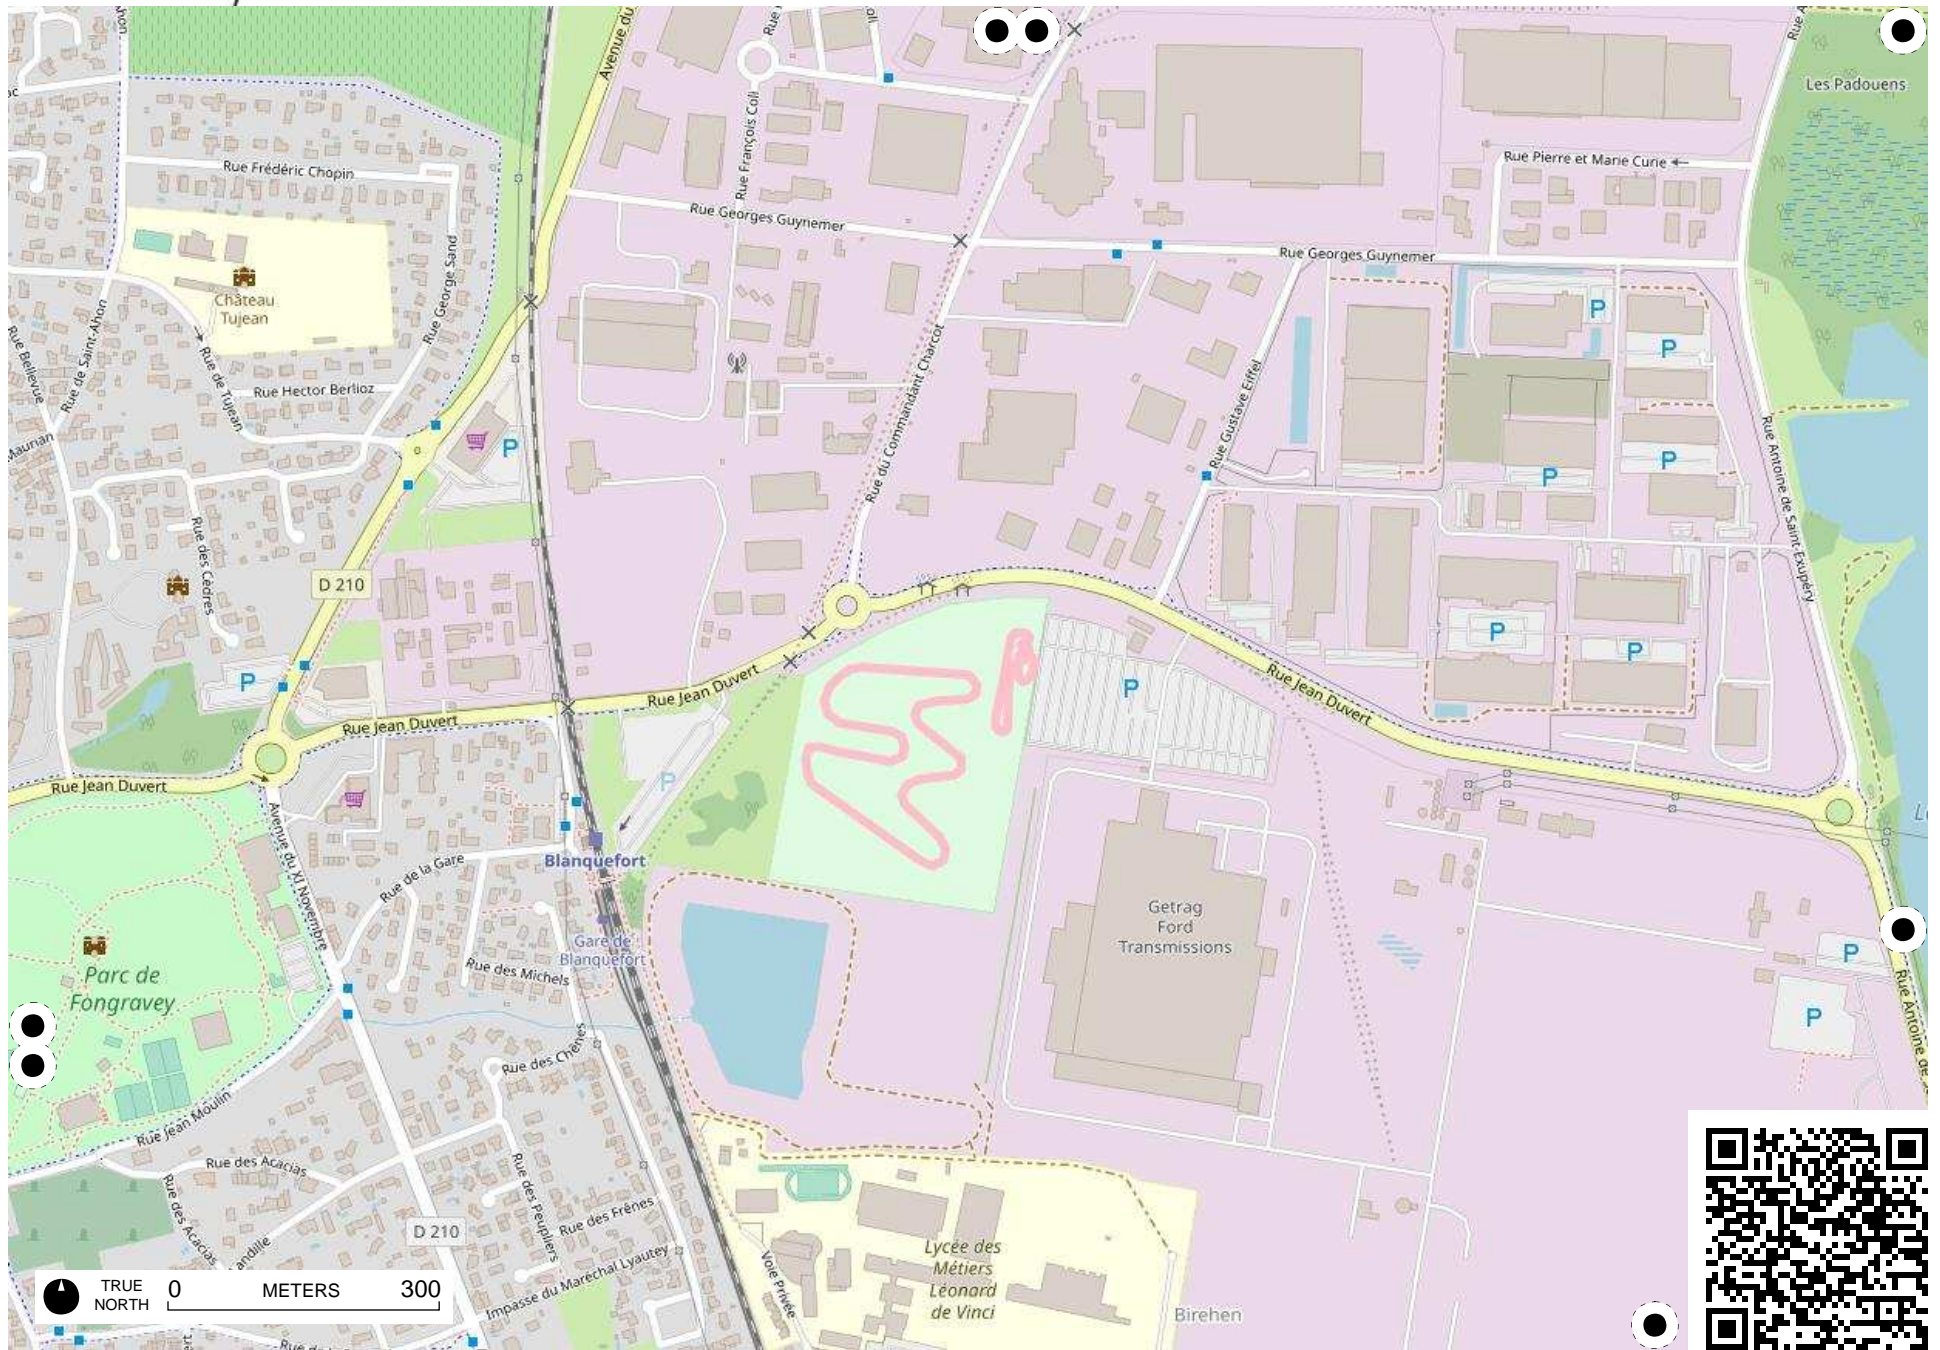 Avenue du
Rue François Coli
Les Padouens
Rue Pierre et Marie Curie
Rue Frédéric Chopin
Rue Georges Guynemer
Rue Georges Guynemer
Rue George Sand
Château
Tujean
Rue de Saint-Ahon
Rue Bellevue
Rue de Tujean
Rue Hector Berlioz
P
P
P
P
P
Maurian
Rue du Commandant Charcot
Rue Gustave Eiffel
Rue Antoine de Saint-Exupéry
Rue des Cèdres
D 210
P
P
P
P
Rue Jean Duvert
Rue Jean Duvert
Rue Jean Duvert
Rue Jean Duvert
P
Avenue du XI Novembre
Rue de la Gare
Blanquefort
Getrag
Ford
Transmissions
Gare de
Blanquefort
Rue des Michels
P
Parc de
Fongravey
P
Rue Antoine de
Rue des Chênes
Rue Jean Moulin
Rue des Acacias
Rue des Acacias
Rue des Peupliers
Rue des Frênes
D 210
Impasse du Maréchal Lyautey
Voie Privée
Lycée des
Métiers
Léonard
de Vinci
Birehen
TRUE
NORTH
0 METERS 300